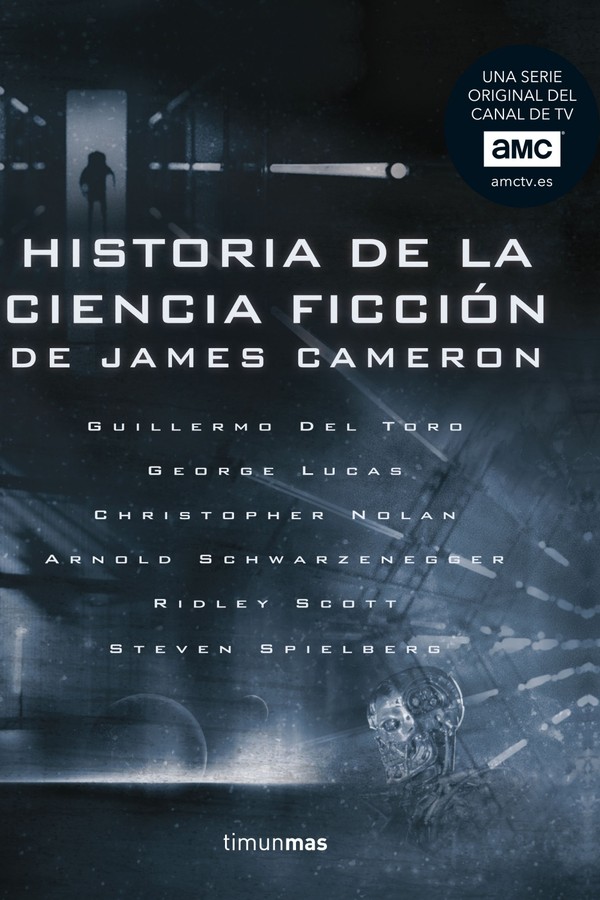 UNA SERIE
ORIGINAL DEL
CANAL DE TV
aMC
amctv.es
HISTORIA DE LA
CIENCIA FICCIÓN
DE JAMES CAMERON
GUILLERMO DEL TORO
GEORGE LUCAS
CHRISTOPHER NOLAN
ARNOLD SCHWARZENEGGER
RIDLEY SCOTT
STEVEN SPIELBERG
timunmas